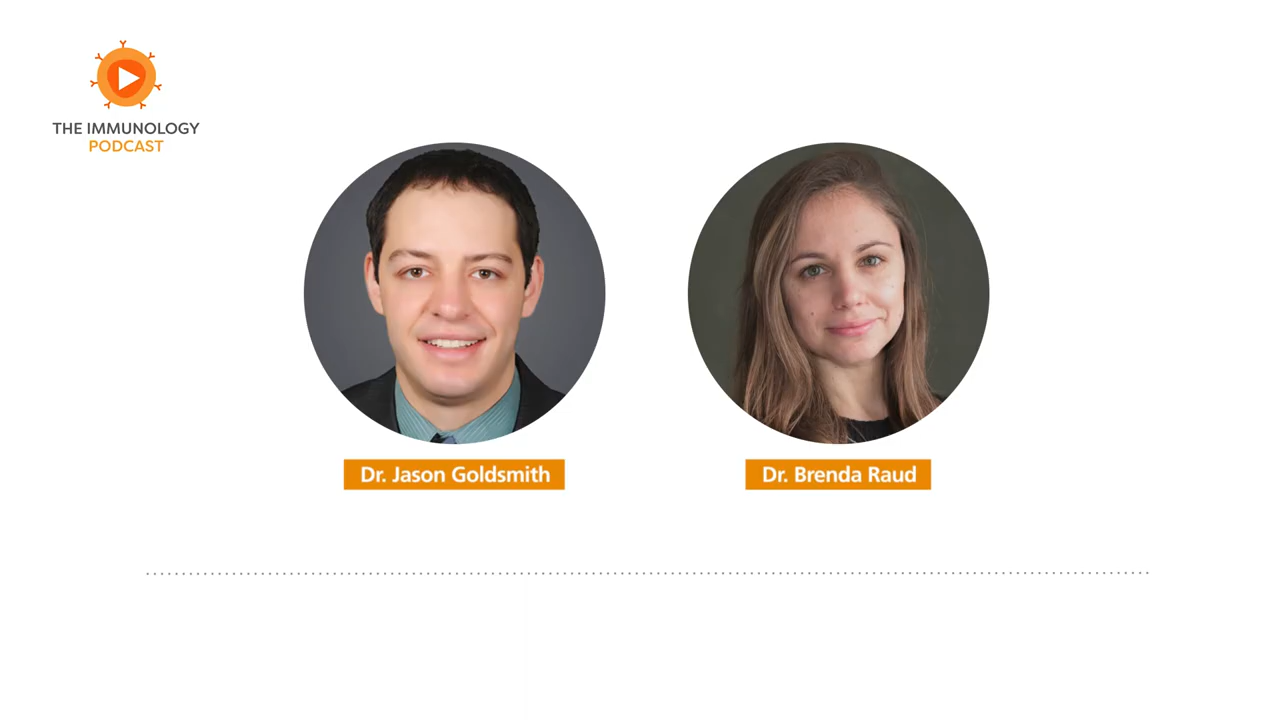 THE IMMUNOLOGY
PODCAST
Dr. Jason Goldsmith
Dr. Brenda Raud